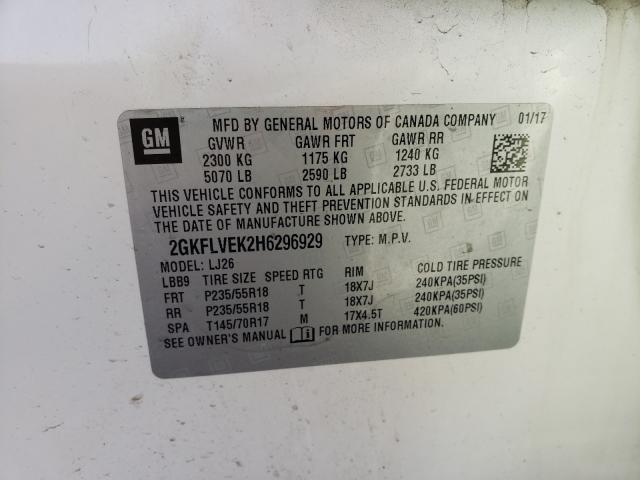 GM
MFD BY GENERAL MOTORS OF CANADA COMPANY 01/17
GVWR GAWR FRT GAWR RR
2300 KG 1175 KG 1240 KG
5070 LB 2590 LB 2733 LB
THIS VEHICLE CONFORMS TO ALL APPLICABLE U.S. FEDERAL MOTOR
VEHICLE SAFETY AND THEFT PREVENTION STANDARDS IN EFFECT ON
THE DATE OF MANUFACTURE SHOWN ABOVE.
2GKFLVEK2H6296929 TYPE: M.P.V.
MODEL: LJ26
LBB9 TIRE SIZE SPEED RTG RIM COLD TIRE PRESSURE
FRT P235/55R18 T 18X7J 240KPA(35PSI)
RR P235/55R18 T 18X7J 240KPA(35PSI)
SPA T145/70R17 M 17X4.5T 420KPA(60PSI)
SEE OWNER'S MANUAL FOR MORE INFORMATION.